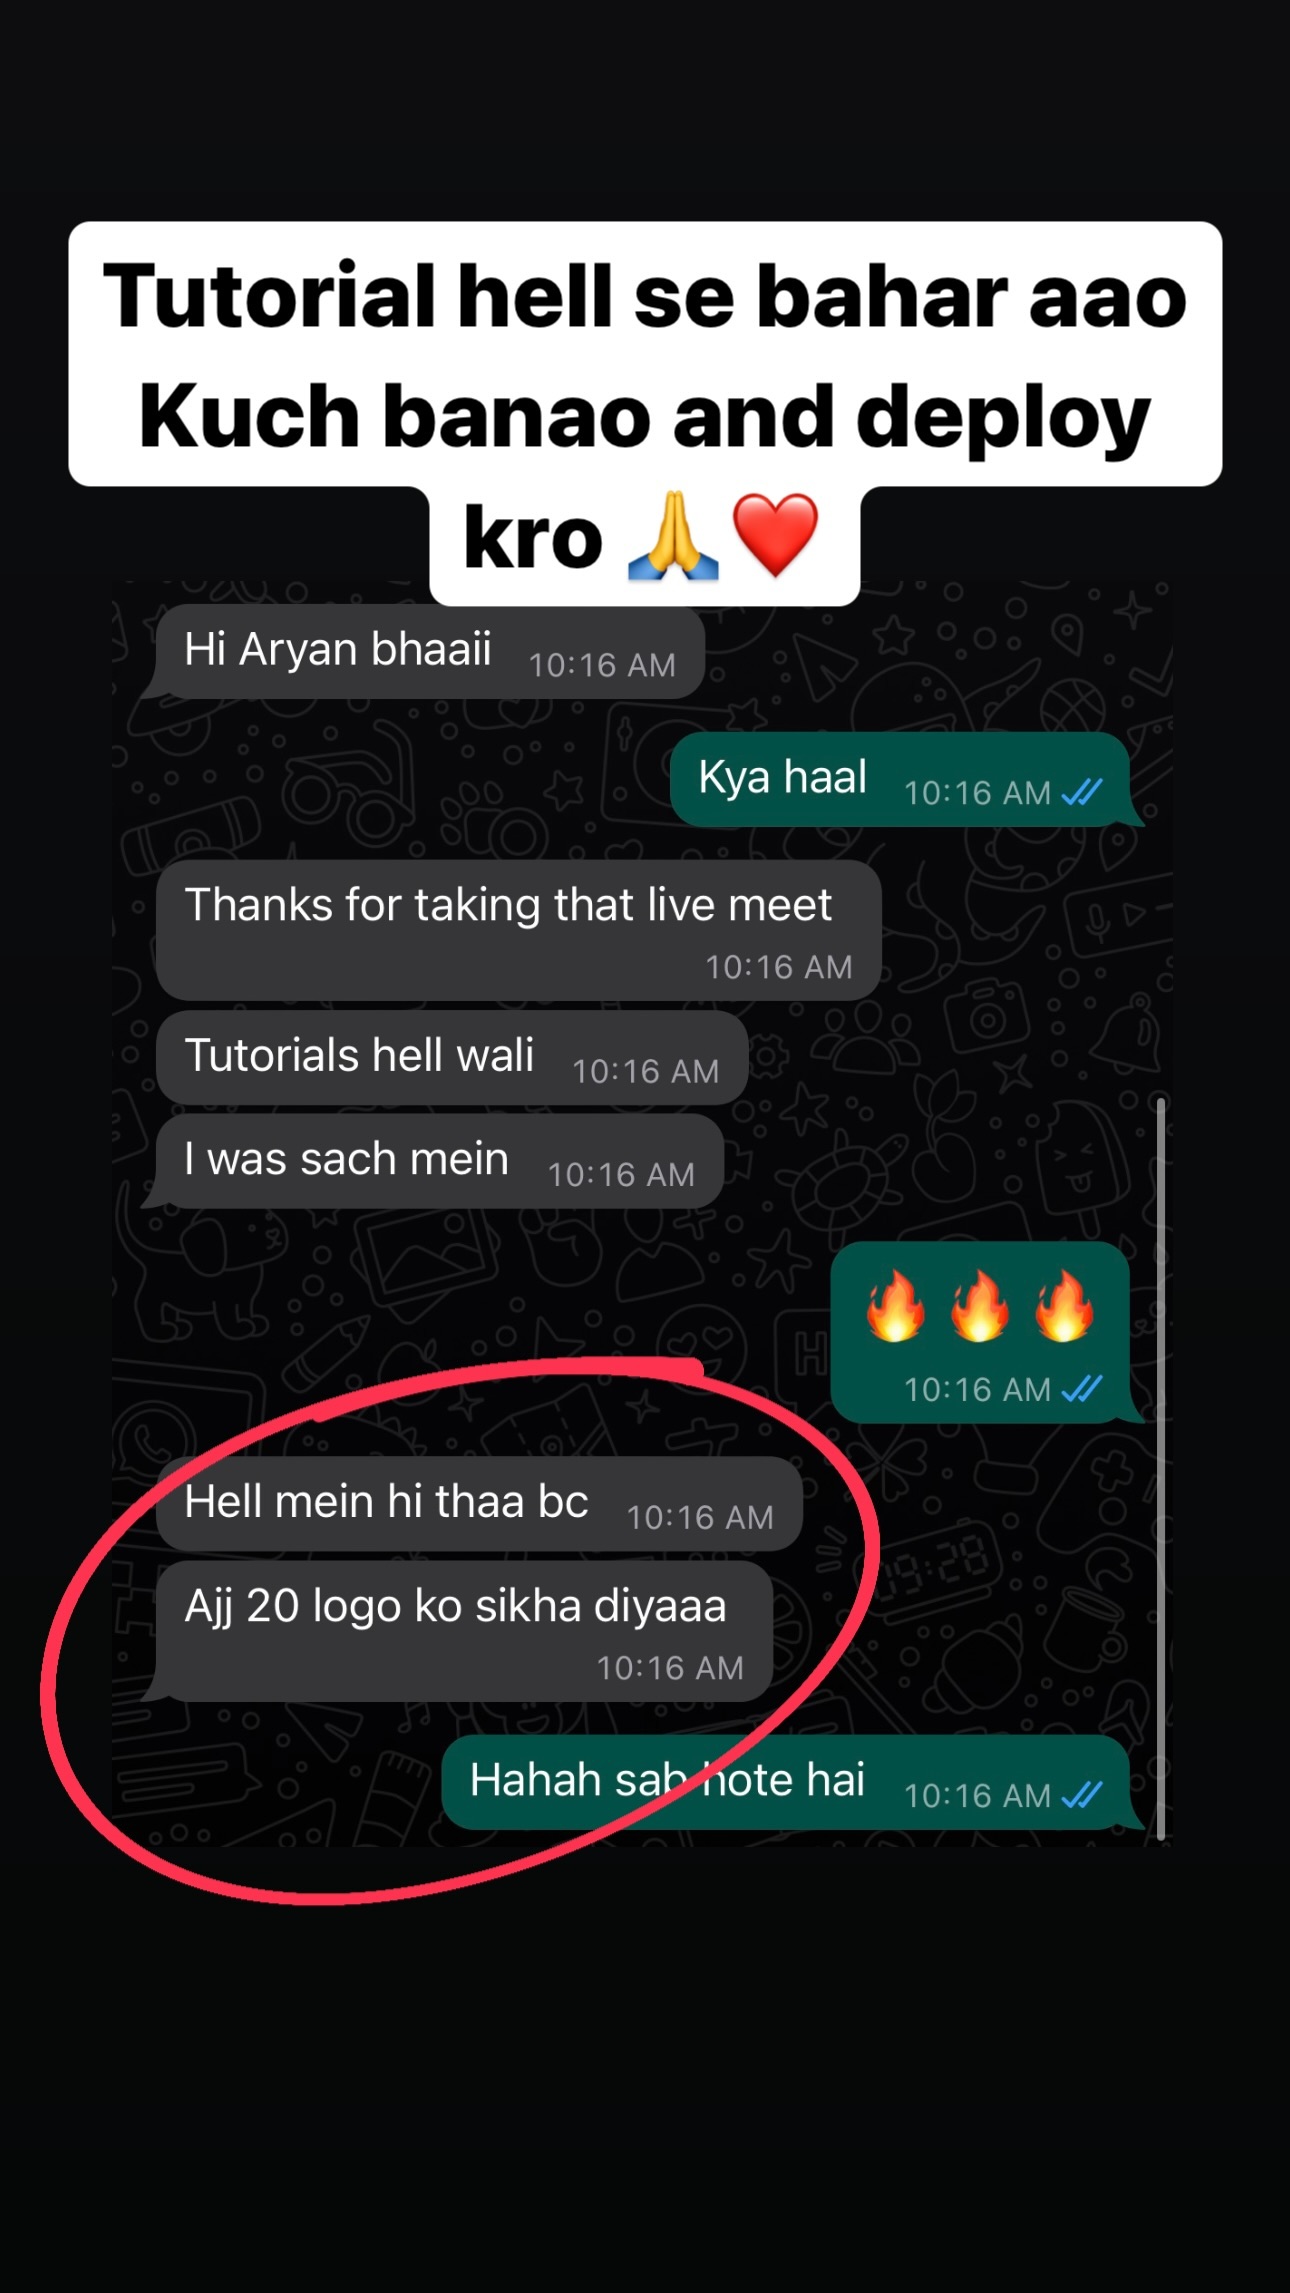 Tutorial hell se bahar aao
Kuch banao and deploy
kro 🙏❤️
Hi Aryan bhaaii 10:16 AM
Kya haal 10:16 AM
Thanks for taking that live meet
10:16 AM
Tutorials hell wali 10:16 AM
I was sach mein 10:16 AM
🔥🔥🔥
10:16 AM
Hell mein hi thaa bc 10:16 AM
Ajj 20 logo ko sikha diyaaa
10:16 AM
Hahah sab hote hai 10:16 AM
09:28